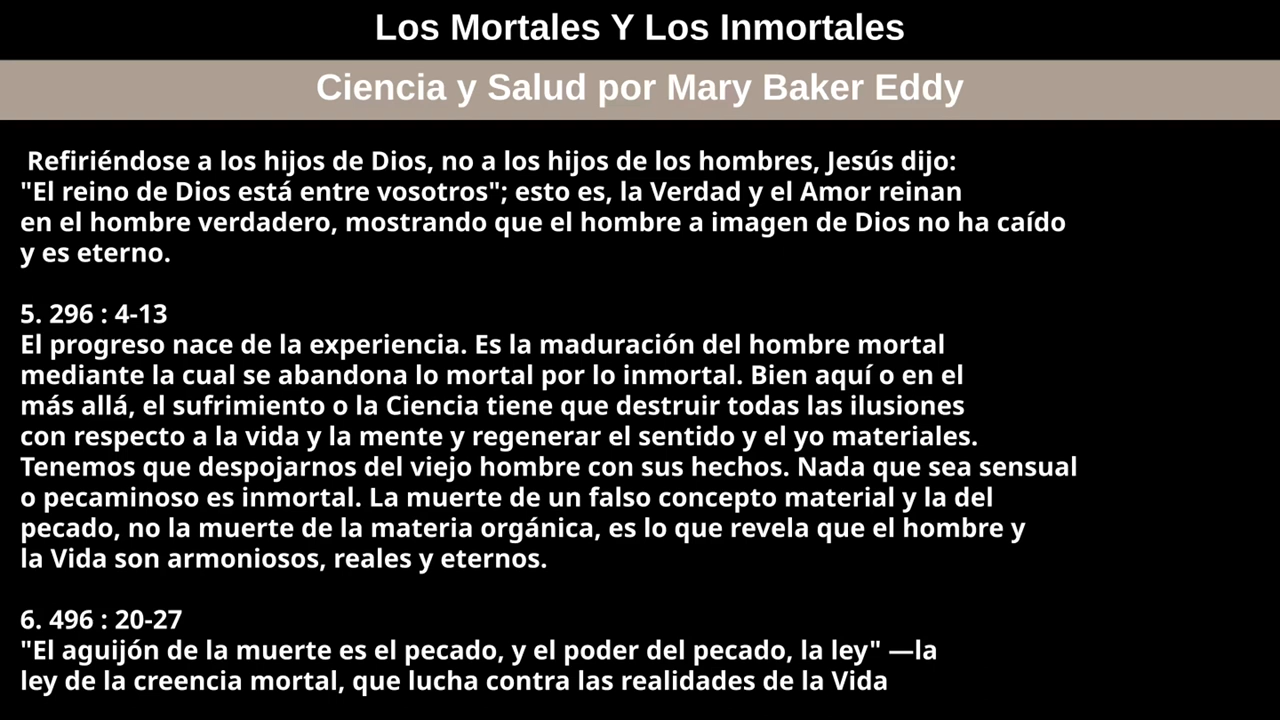 Los Mortales Y Los Inmortales
Ciencia y Salud por Mary Baker Eddy
Refiriéndose a los hijos de Dios, no a los hijos de los hombres, Jesús dijo:
"El reino de Dios está entre vosotros"; esto es, la Verdad y el Amor reinan
en el hombre verdadero, mostrando que el hombre a imagen de Dios no ha caído
y es eterno.
5. 296 : 4-13
El progreso nace de la experiencia. Es la maduración del hombre mortal
mediante la cual se abandona lo mortal por lo inmortal. Bien aquí o en el
más allá, el sufrimiento o la Ciencia tiene que destruir todas las ilusiones
con respecto a la vida y la mente y regenerar el sentido y el yo materiales.
Tenemos que despojarnos del viejo hombre con sus hechos. Nada que sea sensual
o pecaminoso es inmortal. La muerte de un falso concepto material y la del
pecado, no la muerte de la materia orgánica, es lo que revela que el hombre y
la Vida son armoniosos, reales y eternos.
6. 496 : 20-27
"El aguijón de la muerte es el pecado, y el poder del pecado, la ley" —la
ley de la creencia mortal, que lucha contra las realidades de la Vida